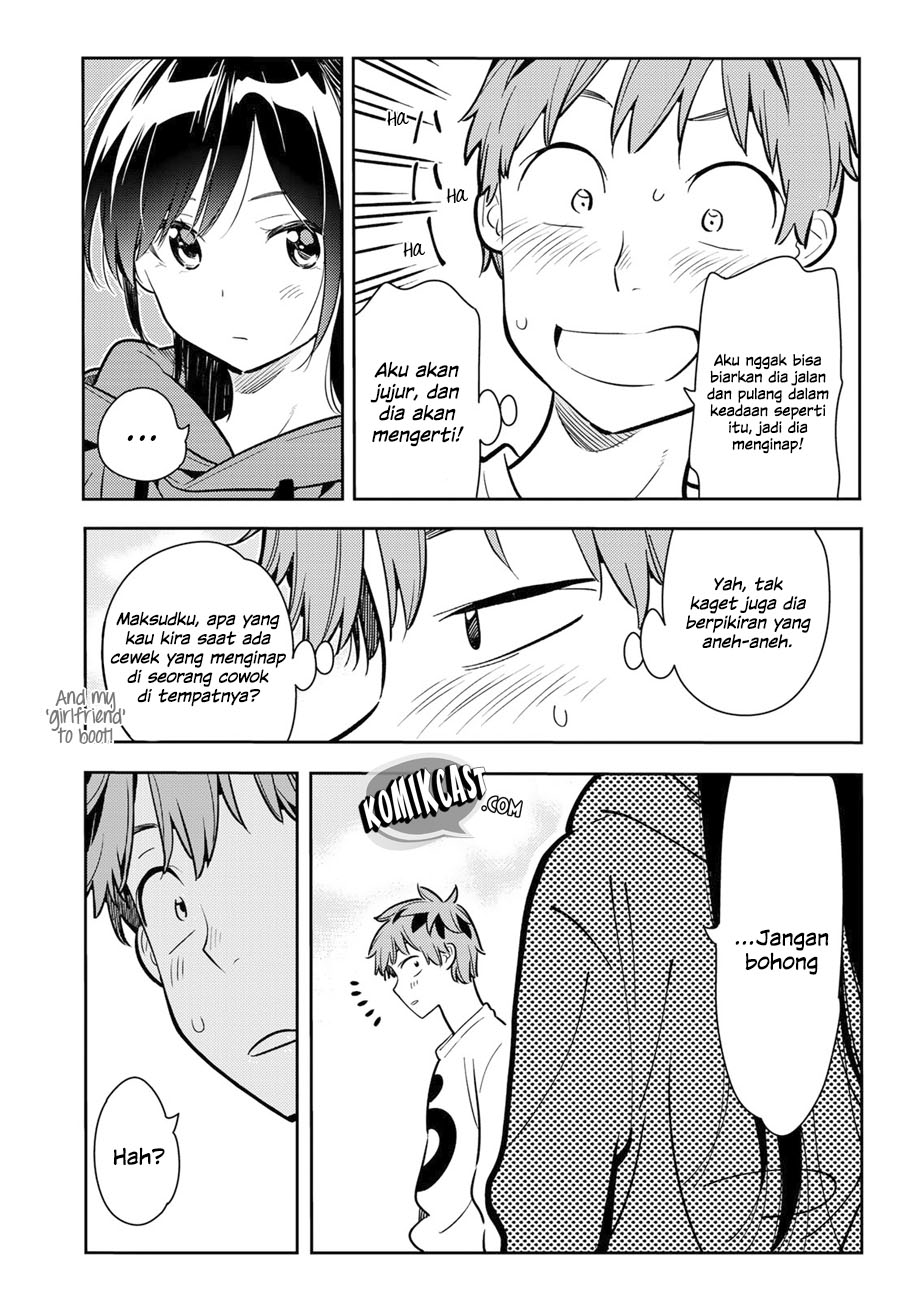 Aku nggak bisa
biarkan dia jalan
dan pulang dalam
keadaan seperti
itu, jadi dia
menginap!
Ha
Ha
Ha
Aku akan
jujur, dan
dia akan
mengerti!
...
Yah, tak
kaget juga dia
berpikiran yang
aneh-aneh.
Maksudku, apa yang
kau kira saat ada
cewek yang menginap
di seorang cowok
di tempatnya?
And my
'girlfriend'
to boot!
KOMIKCAST
.COM
...Jangan
bohong
Hah?